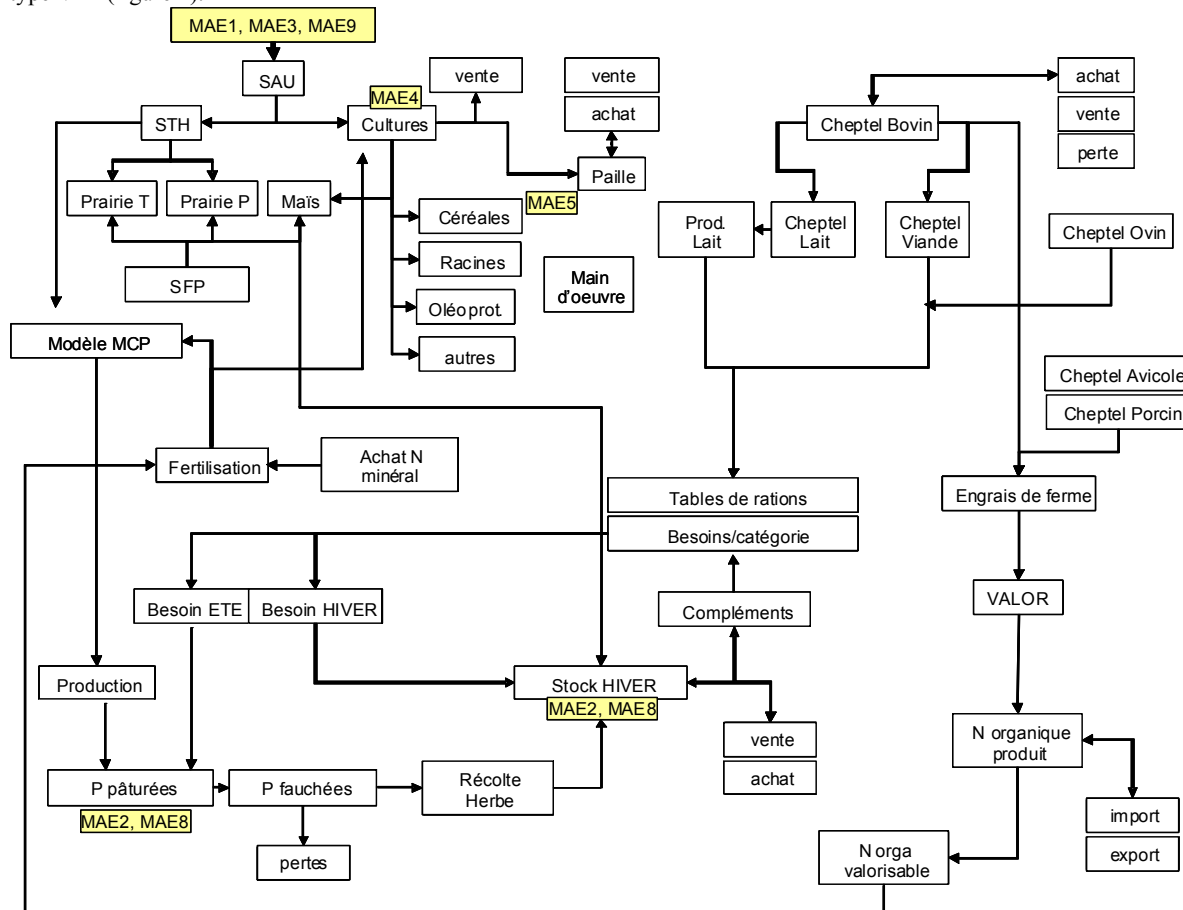 MAE1, MAE3, MAE9
SAU
vente
vente
achat
MAE4
achat
STH
Cultures
Cheptel Bovin
vente
perte
Paille
Prairie T
Prairie P
Maïs
MAE5
Céréales
Prod.
Lait
Cheptel
Lait
Cheptel
Viande
Cheptel Ovin
Racines
Main
d'oeuvre
SFP
Oléoprot.
Modèle MCP
autres
Cheptel Avicole
Cheptel Porcin
Fertilisation
Achat N
minéral
Tables de rations
Engrais de ferme
Besoins/catégorie
Besoin ETE
Besoin HIVER
Compléments
VALOR
Production
Stock HIVER
MAE2, MAE8
vente
achat
N organique
produit
P pâturées
P fauchées
Récolte
Herbe
MAE2, MAE8
import
export
pertes
N orga
valorisable